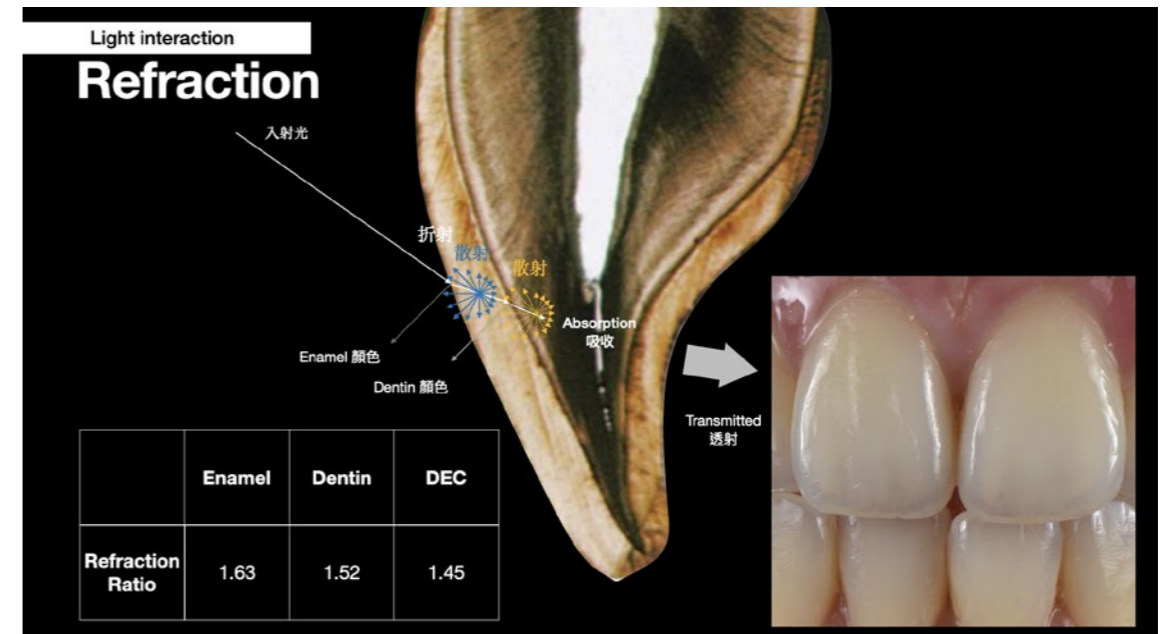 Light interaction
Refraction
入射光
折射
散射
散射
Absorption
吸收
Enamel 顏色
Dentin 顏色
Transmitted
透射
Enamel Dentin DEC
Refraction
Ratio
1.63 1.52 1.45